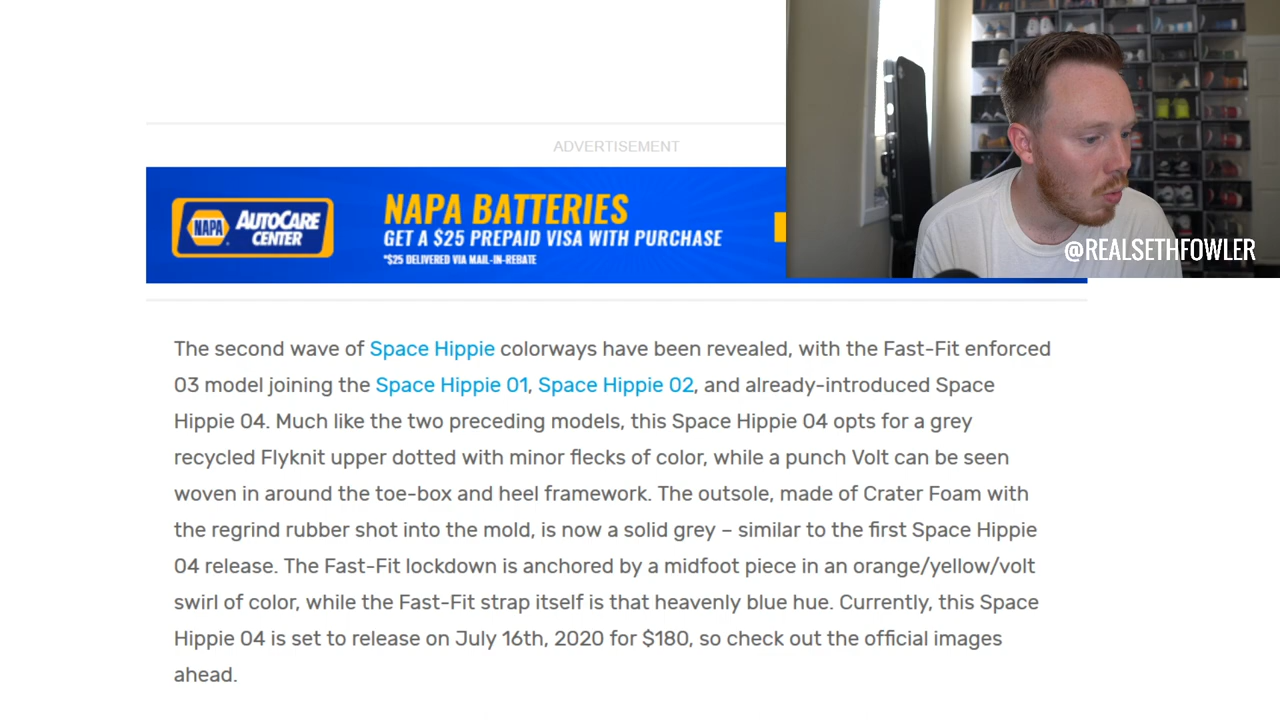 ADVERTISEMENT
NAPA
AUTOCARE
CENTER
NAPA BATTERIES
GET A $25 PREPAID VISA WITH PURCHASE
*$25 DELIVERED VIA MAIL-IN-REBATE
@REALSETHFOWLER
The second wave of Space Hippie colorways have been revealed, with the Fast-Fit enforced
03 model joining the Space Hippie 01, Space Hippie 02, and already-introduced Space
Hippie 04. Much like the two preceding models, this Space Hippie 04 opts for a grey
recycled Flyknit upper dotted with minor flecks of color, while a punch Volt can be seen
woven in around the toe-box and heel framework. The outsole, made of Crater Foam with
the regrind rubber shot into the mold, is now a solid grey – similar to the first Space Hippie
04 release. The Fast-Fit lockdown is anchored by a midfoot piece in an orange/yellow/volt
swirl of color, while the Fast-Fit strap itself is that heavenly blue hue. Currently, this Space
Hippie 04 is set to release on July 16th, 2020 for $180, so check out the official images
ahead.